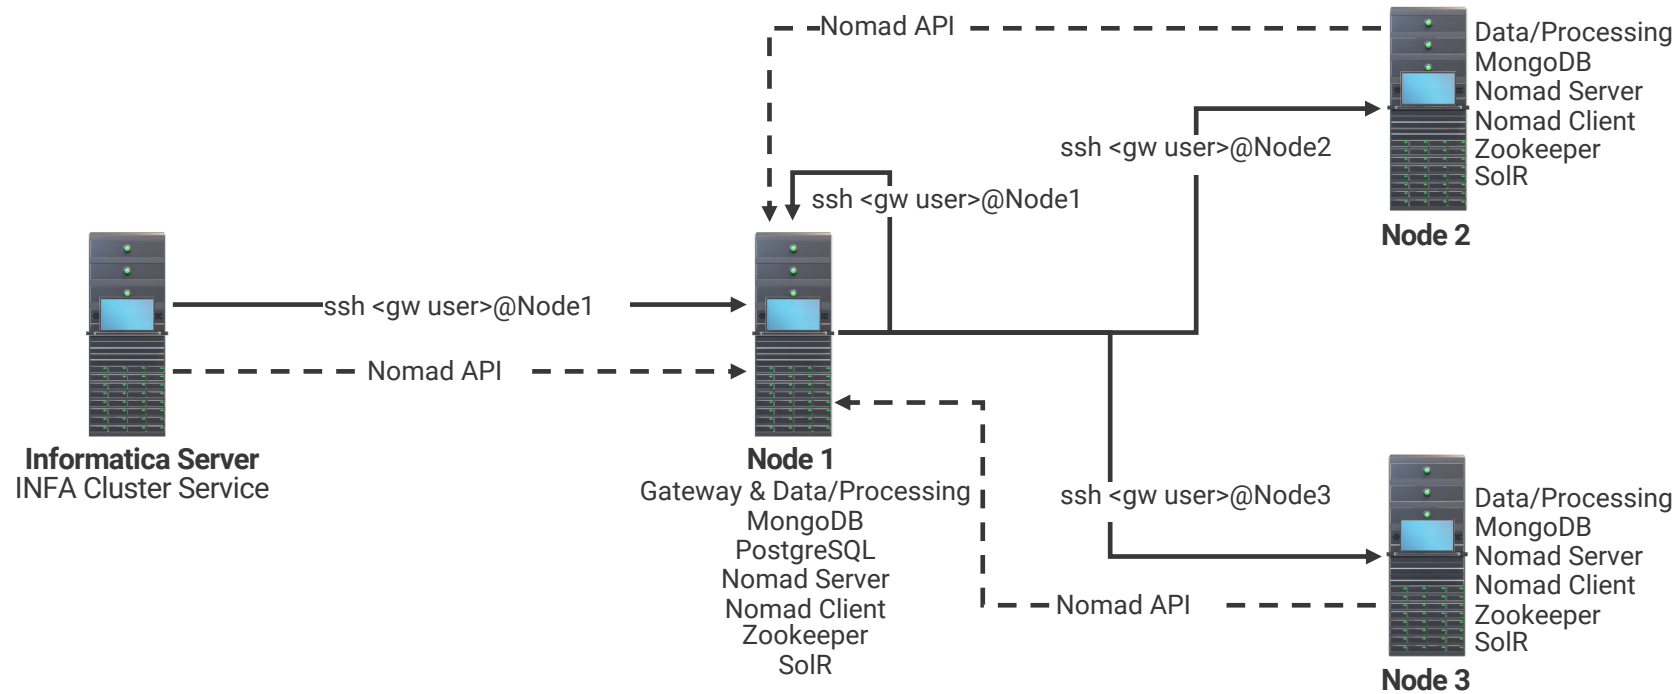 Nomad API
Data/Processing
MongoDB
Nomad Server
Nomad Client
Zookeeper
SolR
Node 2
ssh <gw user>@Node2
ssh <gw user>@Node1
ssh <gw user>@Node1
Nomad API
Informatica Server
INFA Cluster Service
Node 1
Gateway & Data/Processing
MongoDB
PostgreSQL
Nomad Server
Nomad Client
Zookeeper
SolR
ssh <gw user>@Node3
Nomad API
Data/Processing
MongoDB
Nomad Server
Nomad Client
Zookeeper
SolR
Node 3